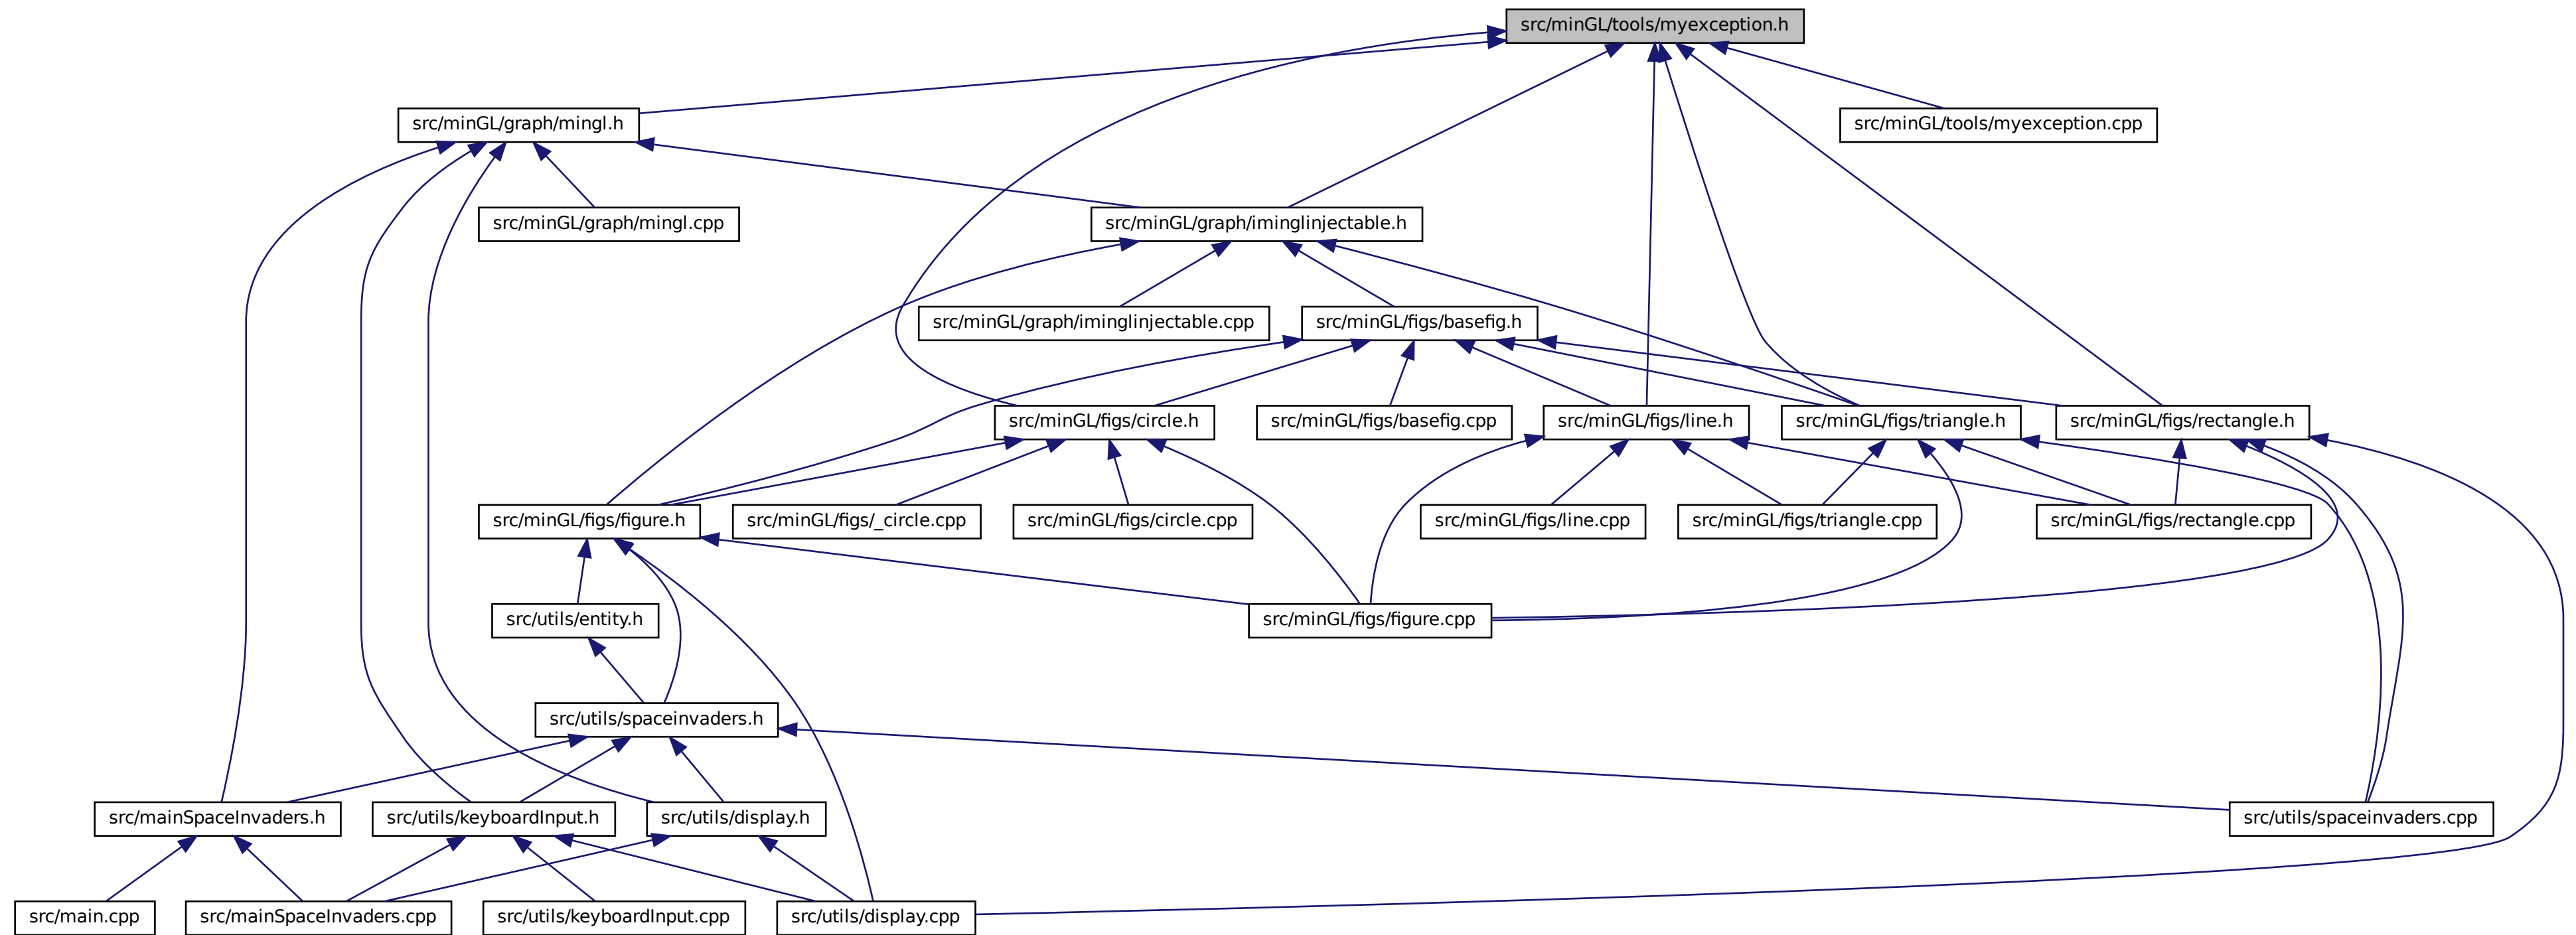 src/minGL/tools/myexception.h
src/minGL/graph/mingl.h
src/minGL/tools/myexception.cpp
src/minGL/graph/mingl.cpp
src/minGL/graph/iminglinjectable.h
src/minGL/graph/iminglinjectable.cpp
src/minGL/figs/basefig.h
src/minGL/figs/circle.h
src/minGL/figs/basefig.cpp
src/minGL/figs/line.h
src/minGL/figs/triangle.h
src/minGL/figs/rectangle.h
src/minGL/figs/figure.h
src/minGL/figs/_circle.cpp
src/minGL/figs/circle.cpp
src/minGL/figs/line.cpp
src/minGL/figs/triangle.cpp
src/minGL/figs/rectangle.cpp
src/utils/entity.h
src/minGL/figs/figure.cpp
src/utils/spaceinvaders.h
src/mainSpaceInvaders.h
src/utils/keyboardInput.h
src/utils/display.h
src/utils/spaceinvaders.cpp
src/main.cpp
src/mainSpaceInvaders.cpp
src/utils/keyboardInput.cpp
src/utils/display.cpp